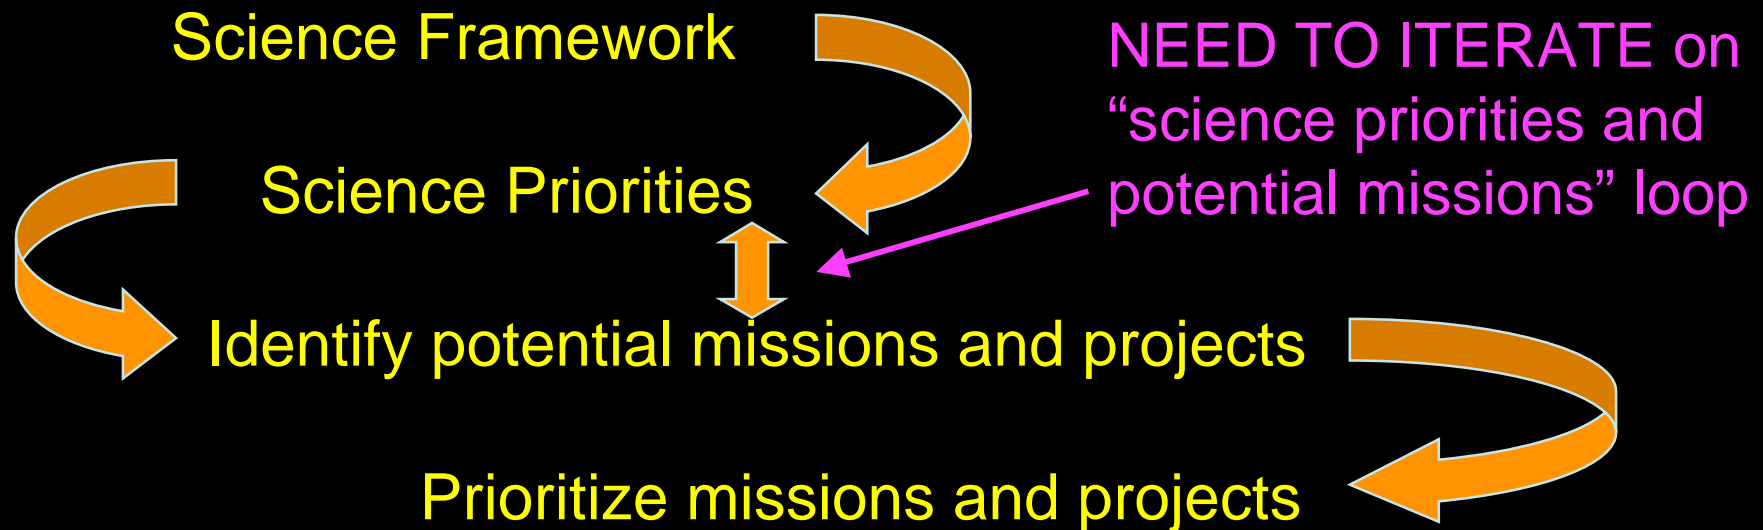 Science Framework
NEED TO ITERATE on
“science priorities and
potential missions” loop
Science Priorities
Identify potential missions and projects
Prioritize missions and projects